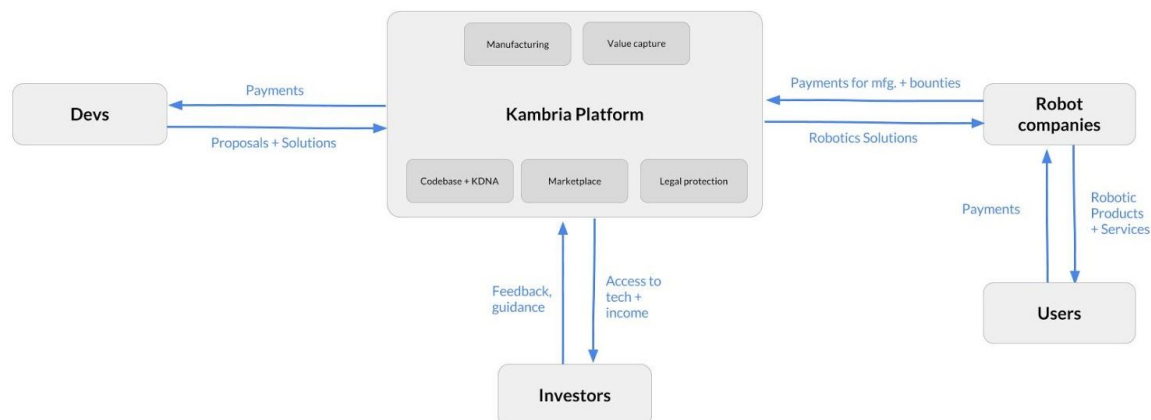 Manufacturing
Value capture
Devs
Payments
Proposals + Solutions
Kambria Platform
Payments for mfg. + bounties
Robotics Solutions
Robot
companies
Codebase + KDNA
Marketplace
Legal protection
Payments
Robotic
Products
+ Services
Feedback,
guidance
Access to
tech +
income
Users
Investors